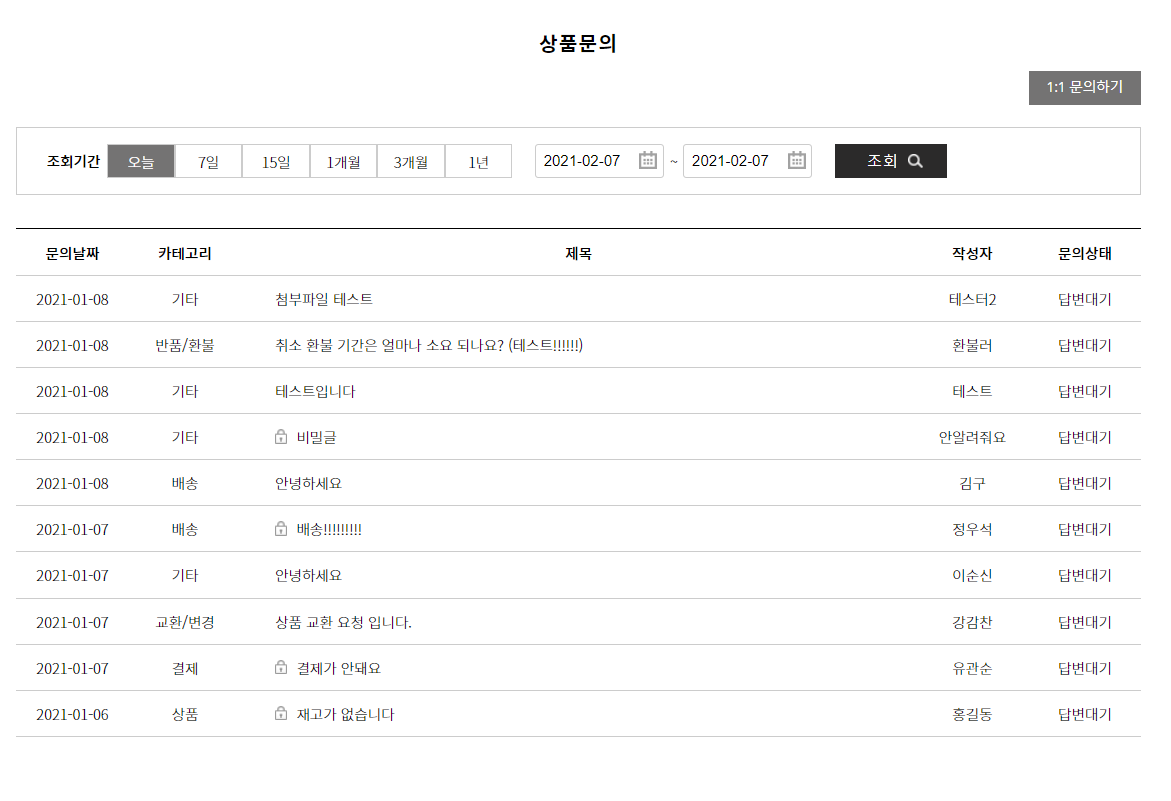 상품문의
1:1 문의하기
조회기간 오늘 7일 15일 1개월 3개월 1년 2021-02-07 ~ 2021-02-07 조회
문의날짜 카테고리 제목 작성자 문의상태
2021-01-08 기타 첨부파일 테스트 테스터2 답변대기
2021-01-08 반품/환불 취소 환불 기간은 얼마나 소요 되나요? (테스트!!!!!!) 환불러 답변대기
2021-01-08 기타 테스트입니다 테스트 답변대기
2021-01-08 기타 비밀글 안알려줘요 답변대기
2021-01-08 배송 안녕하세요 김구 답변대기
2021-01-07 배송 배송!!!!!!!!! 정우석 답변대기
2021-01-07 기타 안녕하세요 이순신 답변대기
2021-01-07 교환/변경 상품 교환 요청 입니다. 강감찬 답변대기
2021-01-07 결제 결제가 안돼요 유관순 답변대기
2021-01-06 상품 재고가 없습니다 홍길동 답변대기